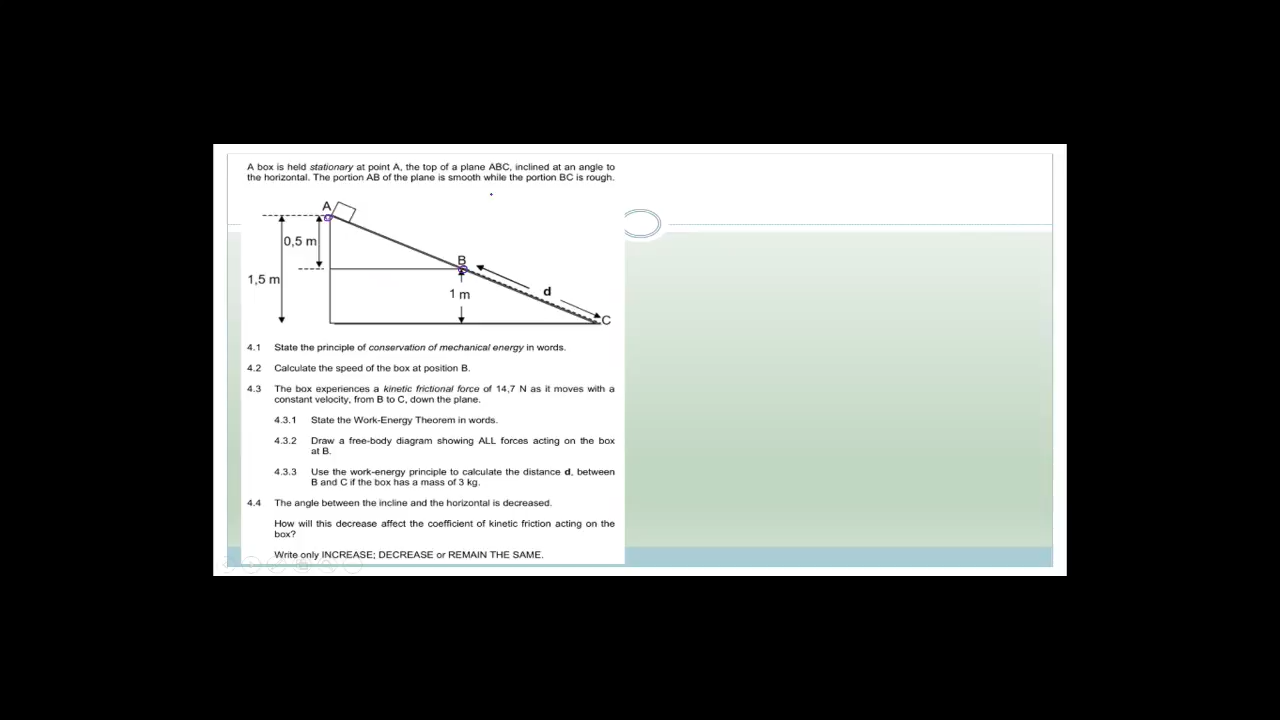 A box is held stationary at point A, the top of a plane ABC, inclined at an angle to
the horizontal. The portion AB of the plane is smooth while the portion BC is rough.
A
0,5 m
B
1,5 m
1 m
d
C
4.1 State the principle of conservation of mechanical energy in words.
4.2 Calculate the speed of the box at position B.
4.3 The box experiences a kinetic frictional force of 14,7 N as it moves with a
constant velocity, from B to C, down the plane.
4.3.1 State the Work-Energy Theorem in words.
4.3.2 Draw a free-body diagram showing ALL forces acting on the box
at B.
4.3.3 Use the work-energy principle to calculate the distance d, between
B and C if the box has a mass of 3 kg.
4.4 The angle between the incline and the horizontal is decreased.
How will this decrease affect the coefficient of kinetic friction acting on the
box?
Write only INCREASE; DECREASE or REMAIN THE SAME.